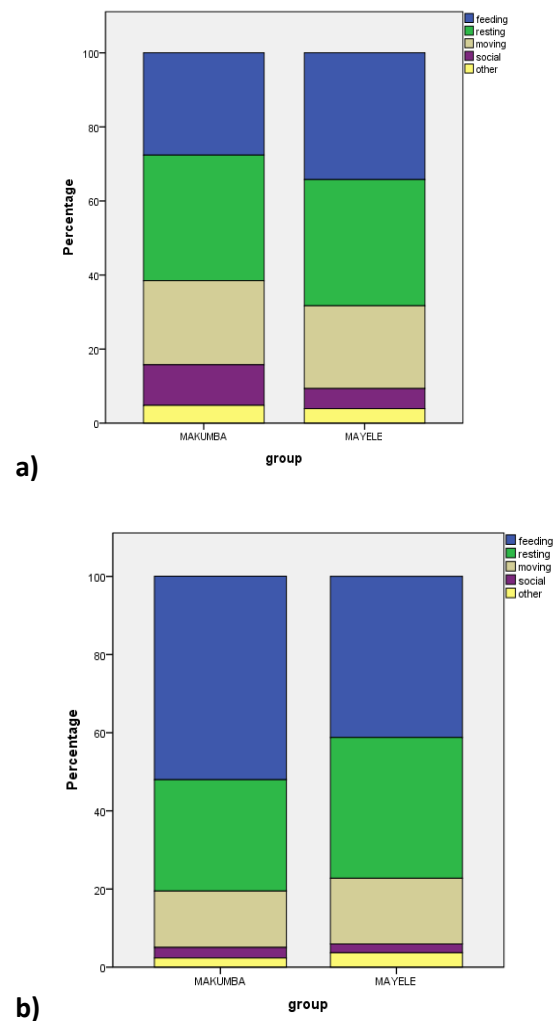 feeding
resting
moving
social
other
100
80
60
40
20
0
Percentage
MAKUMBA MAYELE
group
a)
feeding
resting
moving
social
other
100
80
60
40
20
0
Percentage
MAKUMBA MAYELE
group
b)